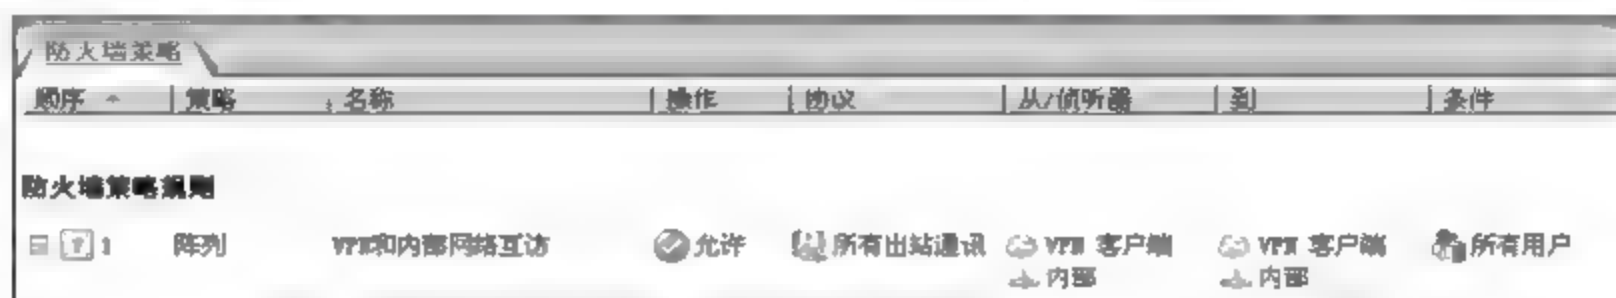 防火墙策略
顺序 策略 名称 操作 协议 从/侦听器 到 条件
防火墙策略规则
1 阵列 VPN和内部网络互访 允许 所有出站通讯 VPN 客户端 VPN 客户端 所有用户
内部 内部